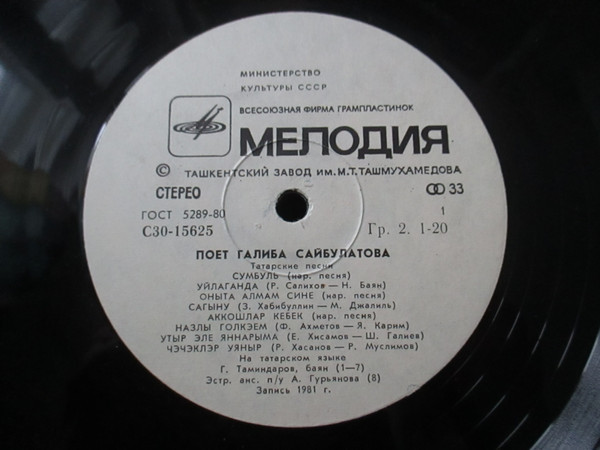 МИНИСТЕРСТВО
КУЛЬТУРЫ СССР
ВСЕСОЮЗНАЯ ФИРМА ГРАМПЛАСТИНОК
МЕЛОДИЯ
© ТАШКЕНТСКИЙ ЗАВОД ИМ. М.Т. ТАШМУХАМЕДОВА
СТЕРЕО 33
ГОСТ 5289-80 1
С30-15625 Гр. 2. 1-20
ПОЕТ ГАЛИБА САЙБУЛАТОВА
Татарские песни
СУМБУЛЬ (нар. песня)
УЙЛАГАНДА (Р. Салихов — Н. Баян)
ОНЫТА АЛМАМ СИНЕ (нар. песня)
САГЫНУ (З. Хабибуллин — М. Джалиль)
АККОШЛАР КЕБЕК (нар. песня)
НАЗЛЫ ГОЛКЭЕМ (Ф. Ахметов — Я. Карим)
УТЫР ЭЛЕ ЯННАРЫМА (Е. Хисамов — Ш. Галиев)
ЧЭЧЭКЛЭР УЯНЫР (Р. Хасанов — Р. Муслимов)
На татарском языке
Г. Таминдаров, баян (1—7)
Эстр. анс. п/у А. Гурьянова (8)
Запись 1981 г.